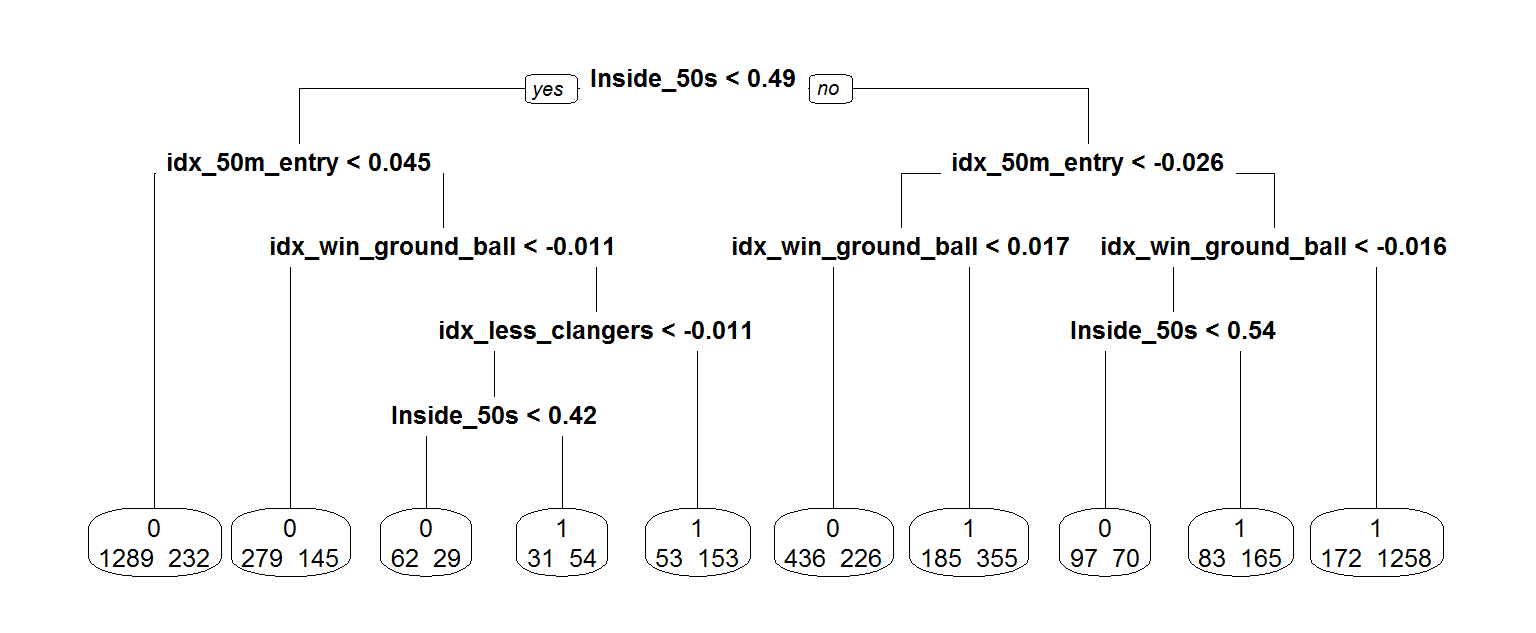 Inside_50s < 0.49
yes
no
idx_50m_entry < 0.045
idx_50m_entry < -0.026
idx_win_ground_ball < -0.011
idx_win_ground_ball < 0.017
idx_win_ground_ball < -0.016
idx_less_clangers < -0.011
Inside_50s < 0.54
Inside_50s < 0.42
0
1289 232
0
279 145
0
62 29
1
31 54
1
53 153
0
436 226
1
185 355
0
97 70
1
83 165
1
172 1258